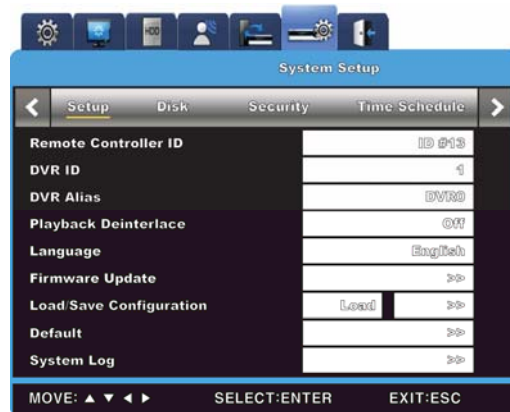 HDD
System Setup
Setup Disk Security Time Schedule
Remote Controller ID ID #13
DVR ID 1
DVR Alias DVR0
Playback Deinterlace Off
Language English
Firmware Update >>
Load/Save Configuration Load >>
Default >>
System Log >>
MOVE: ▲ ▼ ◀ ▶ SELECT:ENTER EXIT:ESC